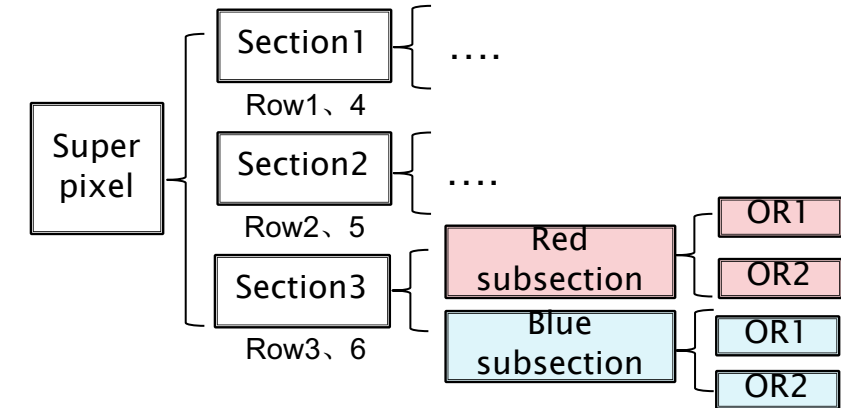 Super
pixel
Section1
Row1、4
....
Section2
Row2、5
....
Section3
Row3、6
Red
subsection
OR1
OR2
Blue
subsection
OR1
OR2